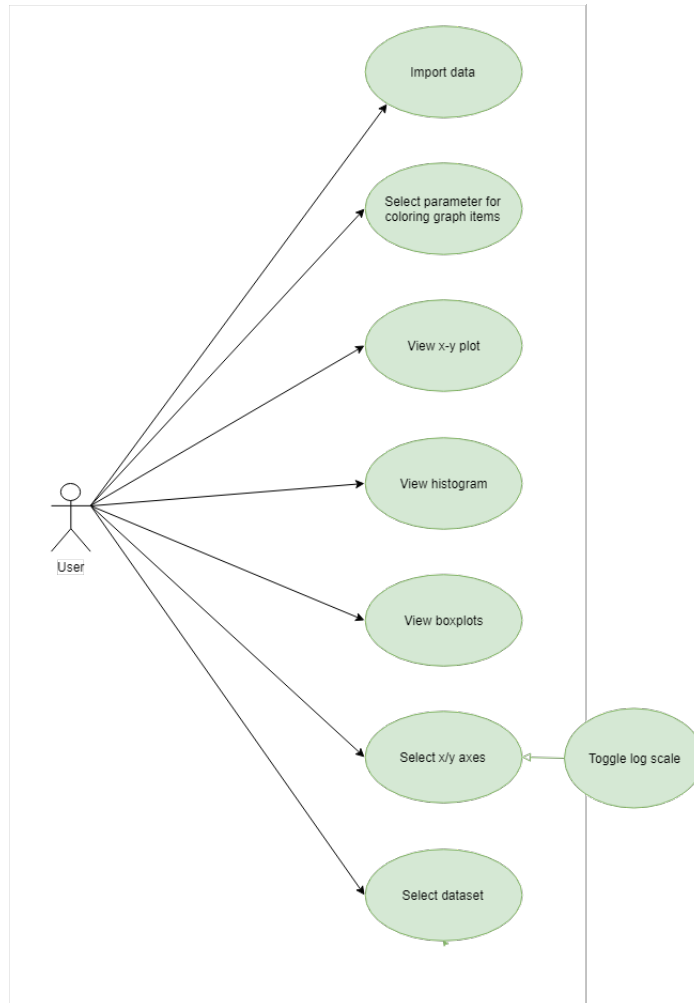 Import data
Select parameter for
coloring graph items
View x-y plot
View histogram
User
View boxplots
Select x/y axes
Toggle log scale
Select dataset